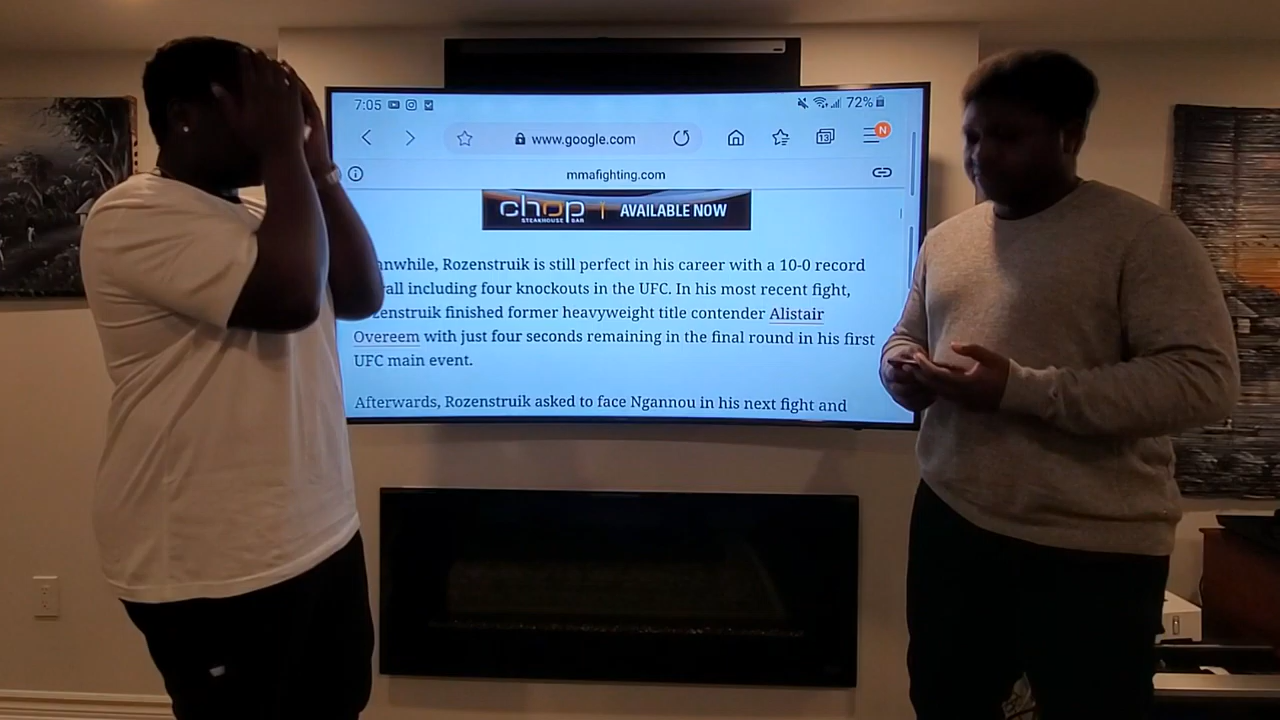 7:05 72%
www.google.com 13 N
mmafighting.com
chop AVAILABLE NOW
STEAKHOUSE BAR
Rozenstruik is still perfect in his career with a 10-0 record
including four knockouts in the UFC. In his most recent fight,
finished former heavyweight title contender Alistair
Overeem with just four seconds remaining in the final round in his first
UFC main event.
Afterwards, Rozenstruik asked to face Ngannou in his next fight and